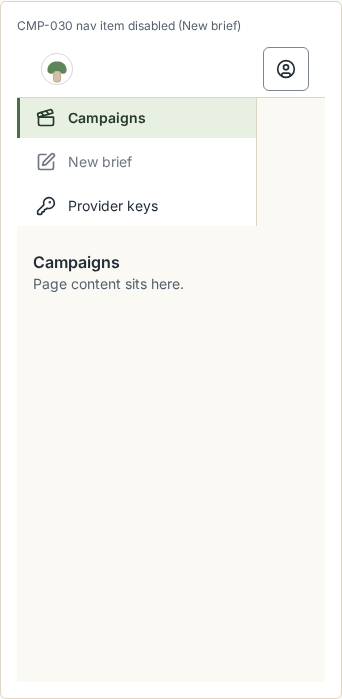 CMP-030 nav item disabled (New brief)
Campaigns
New brief
Provider keys
Campaigns
Page content sits here.